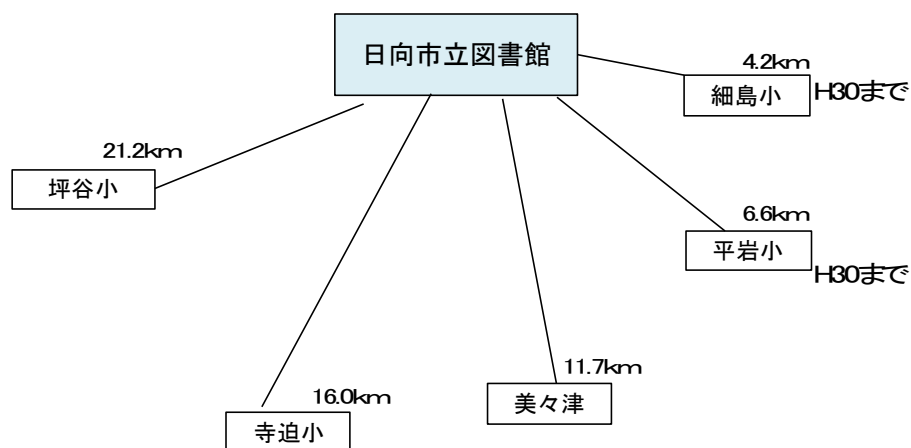 日向市立図書館
4.2km
細島小
H30まで
21.2km
坪谷小
6.6km
平岩小
H30まで
11.7km
美々津
16.0km
寺迫小